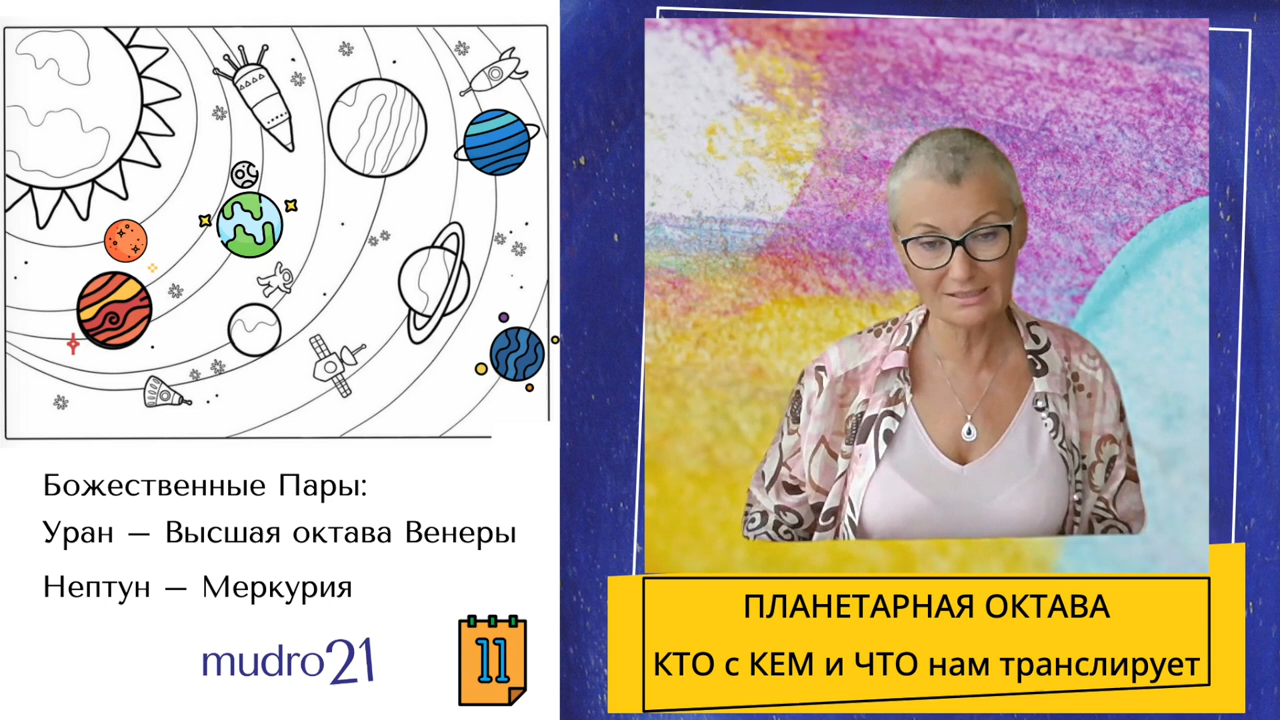 Божественные Пары:
Уран — Высшая октава Венеры
Нептун — Меркурия
mudro21
11
ПЛАНЕТАРНАЯ ОКТАВА
КТО с КЕМ и ЧТО нам транслирует